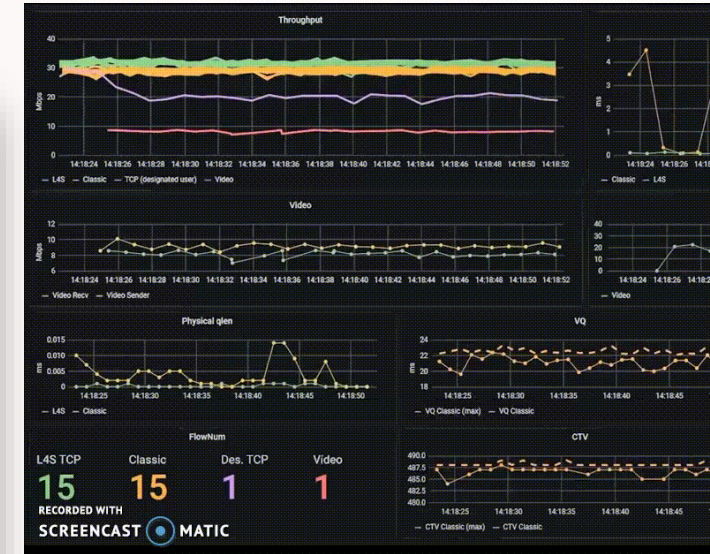 Throughput
40
30
20
10
0
Mbps
14:18:24 14:18:26 14:18:28 14:18:30 14:18:32 14:18:34 14:18:36 14:18:38 14:18:40 14:18:42 14:18:44 14:18:46 14:18:48 14:18:50 14:18:52
L4S Classic TCP (designated user) Video
5
4
3
2
1
0
ms
14:18:24 14:18:26
Classic L4S
Video
12
10
8
6
Mbps
14:18:24 14:18:26 14:18:28 14:18:30 14:18:32 14:18:34 14:18:36 14:18:38 14:18:40 14:18:42 14:18:44 14:18:46 14:18:48 14:18:50 14:18:52
Video Recv Video Sender
40
30
20
10
0
14:18:24 14:18:26
Video
Physical qlen
0.015
0.010
0.005
0
ms
14:18:25 14:18:30 14:18:35 14:18:40 14:18:45 14:18:50
L4S Classic
VQ
24
22
20
18
ms
14:18:25 14:18:30 14:18:35 14:18:40 14:18:45
VQ Classic (max) VQ Classic
FlowNum
L4S TCP Classic Des. TCP Video
15 15 1 1
CTV
490.0
487.5
485.0
482.5
480.0
14:18:25 14:18:30 14:18:35 14:18:40 14:18:45
CTV Classic (max) CTV Classic
RECORDED WITH
SCREENCAST MATIC